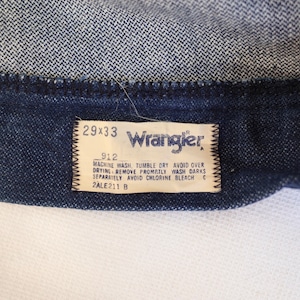 29x33 Wrangler
912
MACHINE WASH TUMBLE DRY AVOID OVER
DRYING. REMOVE PROMPTLY WASH DARKS
SEPARATELY AVOID CHLORINE BLEACH C
2ALE211 B